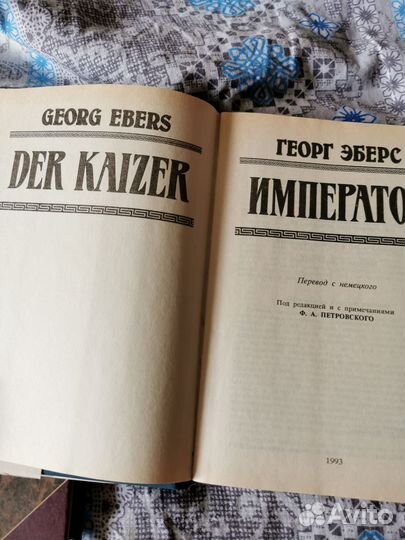 GEORG EBERS
DER KAIZER
ГЕОРГ ЭБЕРС
ИМПЕРАТО
Перевод с немецкого
Под редакцией и с примечаниями
Ф. А. ПЕТРОВСКОГО
1993
Avito